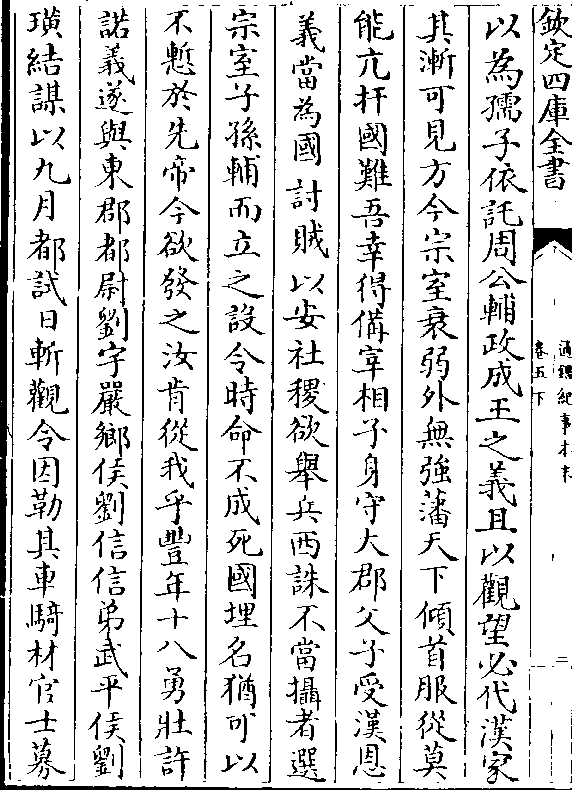 欽定四庫全書
通鑑紀事本末
卷五下
三
以為孺子依託周公輔政成王之義且以觀望必代漢家
其漸可見方今宗室衰弱外無強藩天下傾首服從莫
能亢扞國難吾幸得備宰相子身守大郡父子受漢恩
義當為國討賊以安社稷欲舉兵西誅不當攝者選
宗室子孫輔而立之設令時命不成死國埋名猶可以
不慙於先帝今欲發之汝肯從我乎豐年十八勇壯許
諾義遂與東郡都尉劉宇嚴鄉侯劉信信弟武平侯劉
璜結謀以九月都試日斬觀令因勒其車騎材官士募